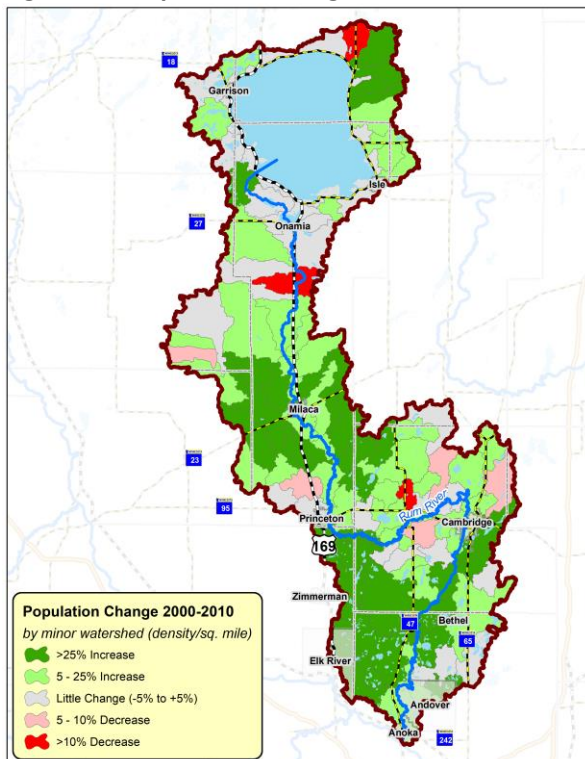 18
Garrison
Isle
27
Onamia
Milaca
23
95
Princeton
Rum River
Cambridge
169
Zimmerman
47
Bethel
65
Elk River
Andover
Anoka
242
Population Change 2000-2010
by minor watershed (density/sq. mile)
>25% Increase
5 - 25% Increase
Little Change (-5% to +5%)
5 - 10% Decrease
>10% Decrease